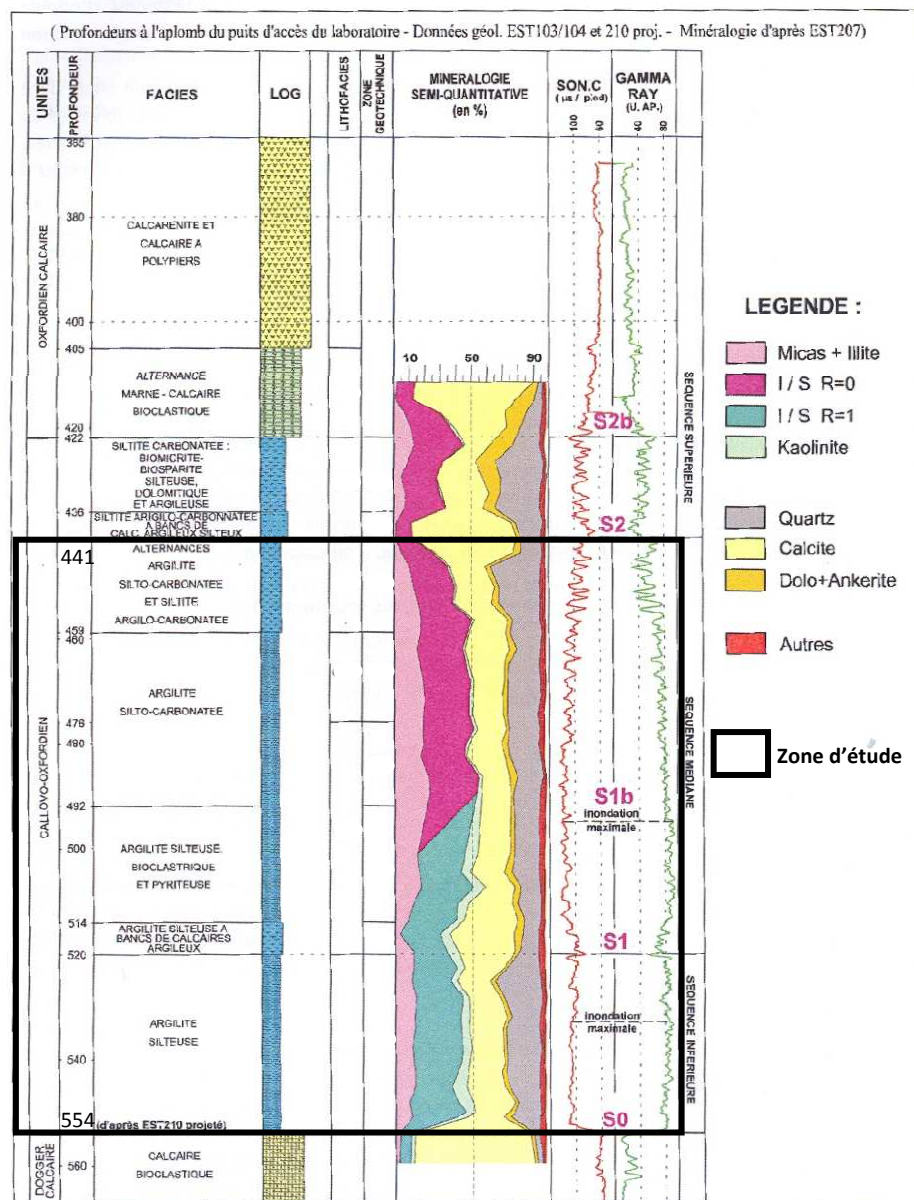 ( Profondeurs à l'aplomb du puits d'accès du laboratoire - Données géol. EST103/104 et 210 proj. - Minéralogie d'après EST207)
UNITES
PROFONDEUR
FACIES
LOG
LITHOFACIES
ZONE
GEOTECHNIQUE
MINERALOGIE
SEMI-QUANTITATIVE
(en %)
SON.C
( µs / pied)
100
60
GAMMA
RAY
(U. AP.)
40
80
365
380
400
405
420
422
436
441
459
460
478
490
492
500
514
520
540
554
560
OXFORDIEN CALCAIRE
CALLOVO-OXFORDIEN
DOGGER
CALCAIRE
CALCARENITE ET
CALCAIRE A
POLYPIERS
ALTERNANCE
MARNE - CALCAIRE
BIOCLASTIQUE
SILTITE CARBONATEE :
BIOMICRITE-
BIOSPARITE
SILTEUSE,
DOLOMITIQUE
ET ARGILEUSE
SILTITE ARIGILO-CARBONNATEE
A BANCS DE
CALC. ARGILEUX SILTEUX
ALTERNANCES
ARGILITE
SILTO-CARBONATEE
ET SILTITE
ARGILO-CARBONATEE
ARGILITE
SILTO-CARBONATEE
ARGILITE SILTEUSE
BIOCLASTRIQUE
ET PYRITEUSE
ARGILITE SILTEUSE A
BANCS DE CALCAIRES
ARGILEUX
ARGILITE
SILTEUSE
(d'après EST210 projeté)
CALCAIRE
BIOCLASTIQUE
10
50
90
S2b
S2
S1b
inondation
maximale
S1
inondation
maximale
S0
SEQUENCE SUPERIEURE
SEQUENCE MEDIANE
SEQUENCE INFERIEURE
LEGENDE :
Micas + Illite
I / S R=0
I / S R=1
Kaolinite
Quartz
Calcite
Dolo+Ankerite
Autres
Zone d'étude